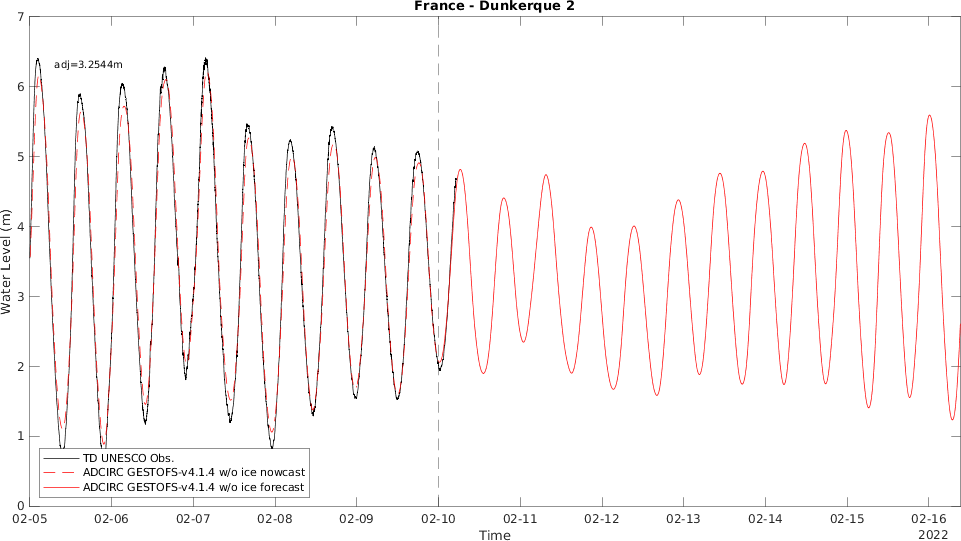 France - Dunkerque 2
adj=3.2544m
Water Level (m)
7
6
5
4
3
2
1
0
TD UNESCO Obs.
ADCIRC GESTOFS-v4.1.4 w/o ice nowcast
ADCIRC GESTOFS-v4.1.4 w/o ice forecast
02-05 02-06 02-07 02-08 02-09 02-10 02-11 02-12 02-13 02-14 02-15 02-16
Time 2022